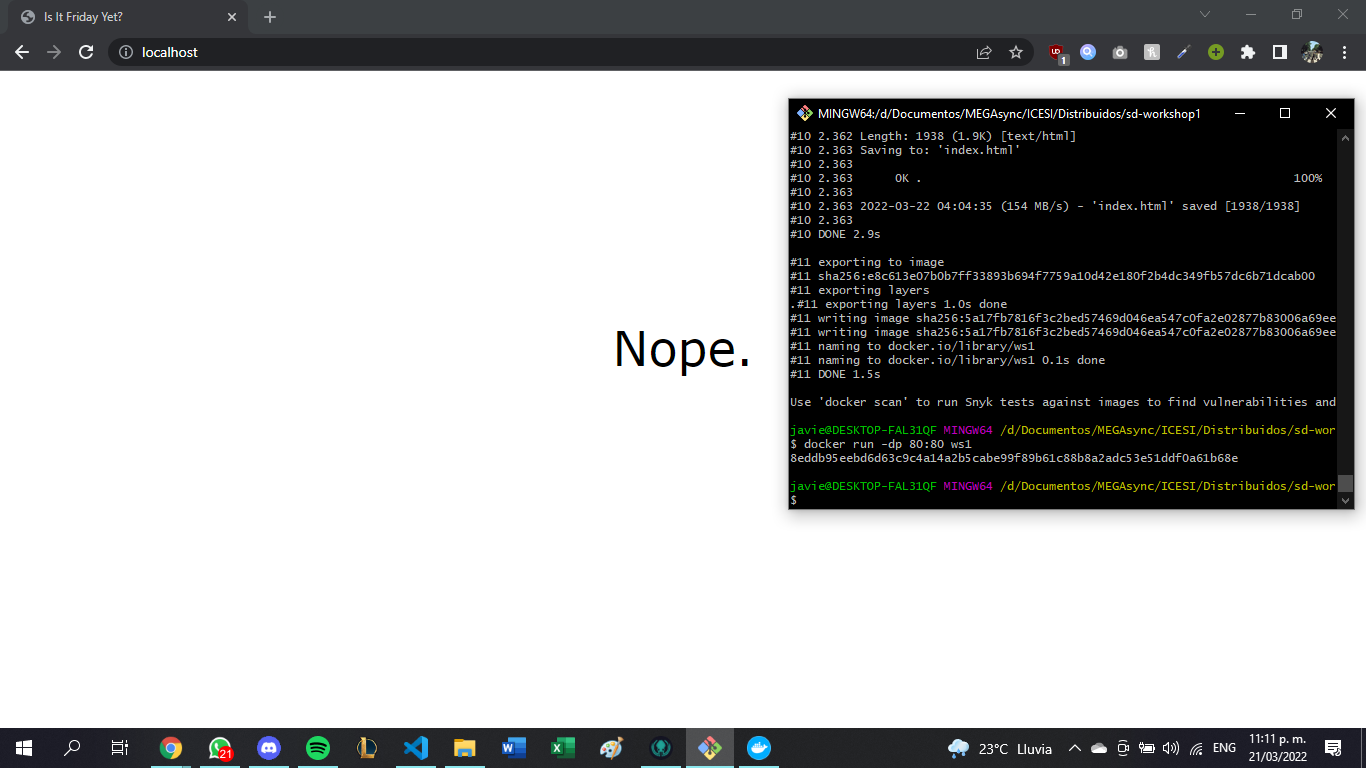 Is It Friday Yet?
localhost
1
Nope.
MINGW64:/d/Documentos/MEGAsync/ICESI/Distribuidos/sd-workshop1
#10 2.362 Length: 1938 (1.9K) [text/html]
#10 2.363 Saving to: 'index.html'
#10 2.363
#10 2.363      0K .                                                     100%
#10 2.363
#10 2.363 2022-03-22 04:04:35 (154 MB/s) - 'index.html' saved [1938/1938]
#10 2.363
#10 DONE 2.9s
#11 exporting to image
#11 sha256:e8c613e07b0b7ff33893b694f7759a10d42e180f2b4dc349fb57dc6b71dcab00
#11 exporting layers
.#11 exporting layers 1.0s done
#11 writing image sha256:5a17fb7816f3c2bed57469d046ea547c0fa2e02877b83006a69ee
#11 writing image sha256:5a17fb7816f3c2bed57469d046ea547c0fa2e02877b83006a69ee
#11 naming to docker.io/library/ws1
#11 naming to docker.io/library/ws1 0.1s done
#11 DONE 1.5s
Use 'docker scan' to run Snyk tests against images to find vulnerabilities and
javie@DESKTOP-FAL31QF MINGW64 /d/Documentos/MEGAsync/ICESI/Distribuidos/sd-wor
$ docker run -dp 80:80 ws1
8eddb95eebd6d63c9c4a14a2b5cabe99f89b61c88b8a2adc53e51ddf0a61b68e
javie@DESKTOP-FAL31QF MINGW64 /d/Documentos/MEGAsync/ICESI/Distribuidos/sd-wor
$
21
23°C Lluvia
ENG
11:11 p. m.
21/03/2022